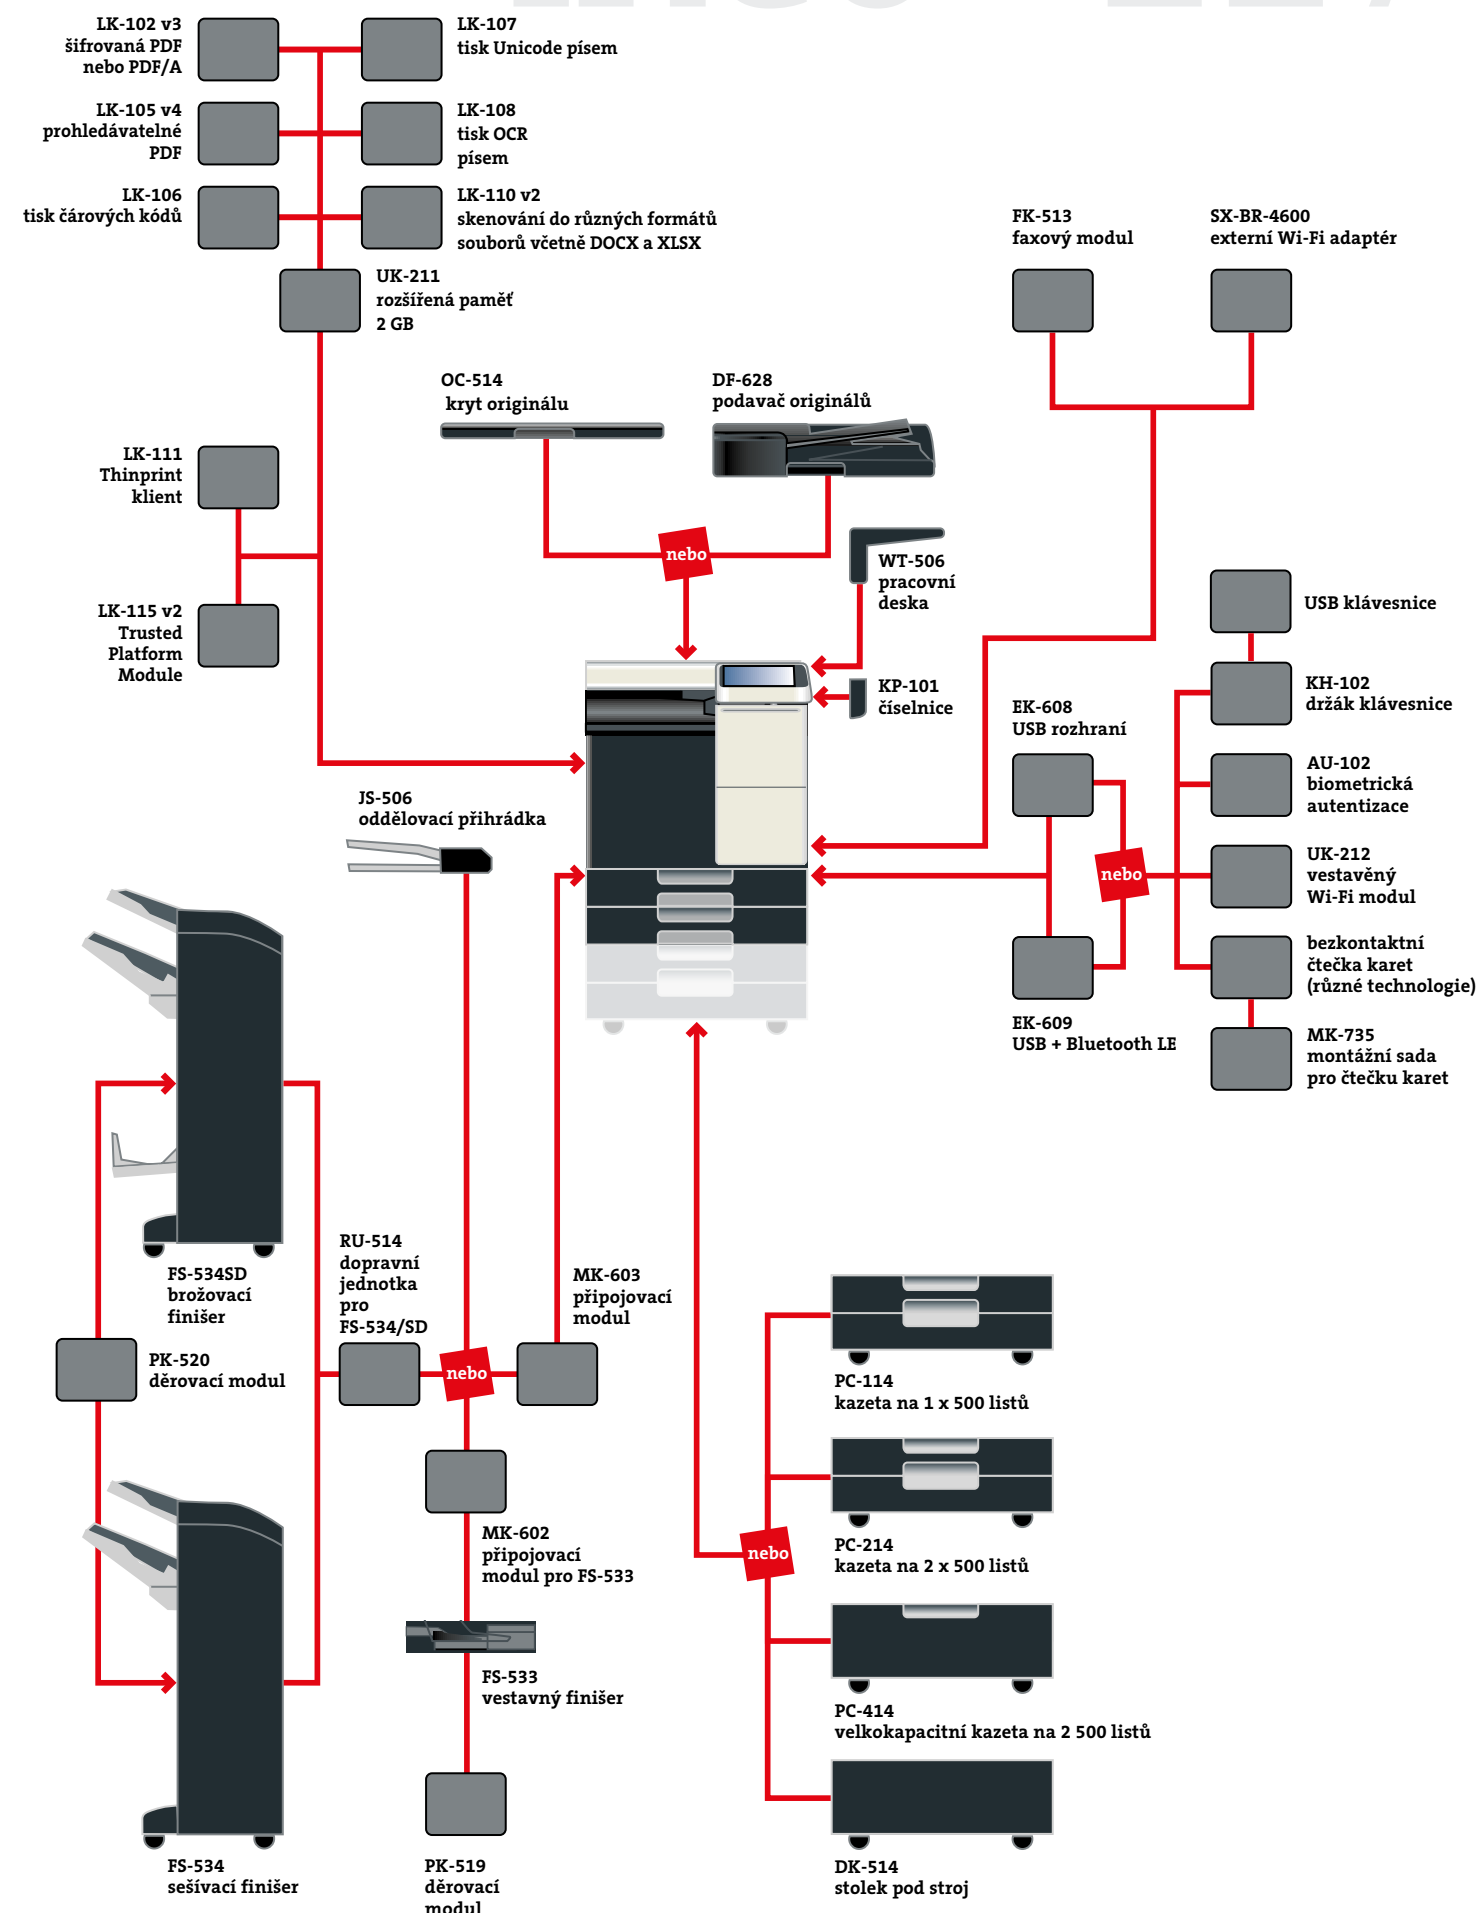 LK-102 v3
šifrovaná PDF
nebo PDF/A
LK-107
tisk Unicode písem
LK-105 v4
prohledávatelné
PDF
LK-108
tisk OCR
písem
LK-106
tisk čárových kódů
LK-110 v2
skenování do různých formátů
souborů včetně DOCX a XLSX
UK-211
rozšířená paměť
2 GB
FK-513
faxový modul
SX-BR-4600
externí Wi-Fi adaptér
OC-514
kryt originálu
DF-628
podavač originálů
LK-111
Thinprint
klient
nebo
WT-506
pracovní
deska
LK-115 v2
Trusted
Platform
Module
USB klávesnice
KP-101
číselnice
KH-102
držák klávesnice
EK-608
USB rozhraní
AU-102
biometrická
autentizace
JS-506
oddělovací přihrádka
nebo
UK-212
vestavěný
Wi-Fi modul
bezkontaktní
čtečka karet
(různé technologie)
EK-609
USB + Bluetooth LE
MK-735
montážní sada
pro čtečku karet
FS-534SD
brožovací
finišer
RU-514
dopravní
jednotka
pro
FS-534/SD
MK-603
připojovací
modul
PK-520
děrovací modul
nebo
PC-114
kazeta na 1 x 500 listů
MK-602
připojovací
modul pro FS-533
nebo
PC-214
kazeta na 2 x 500 listů
FS-533
vestavný finišer
PC-414
velkokapacitní kazeta na 2 500 listů
FS-534
sešívací finišer
PK-519
děrovací
modul
DK-514
stolek pod stroj